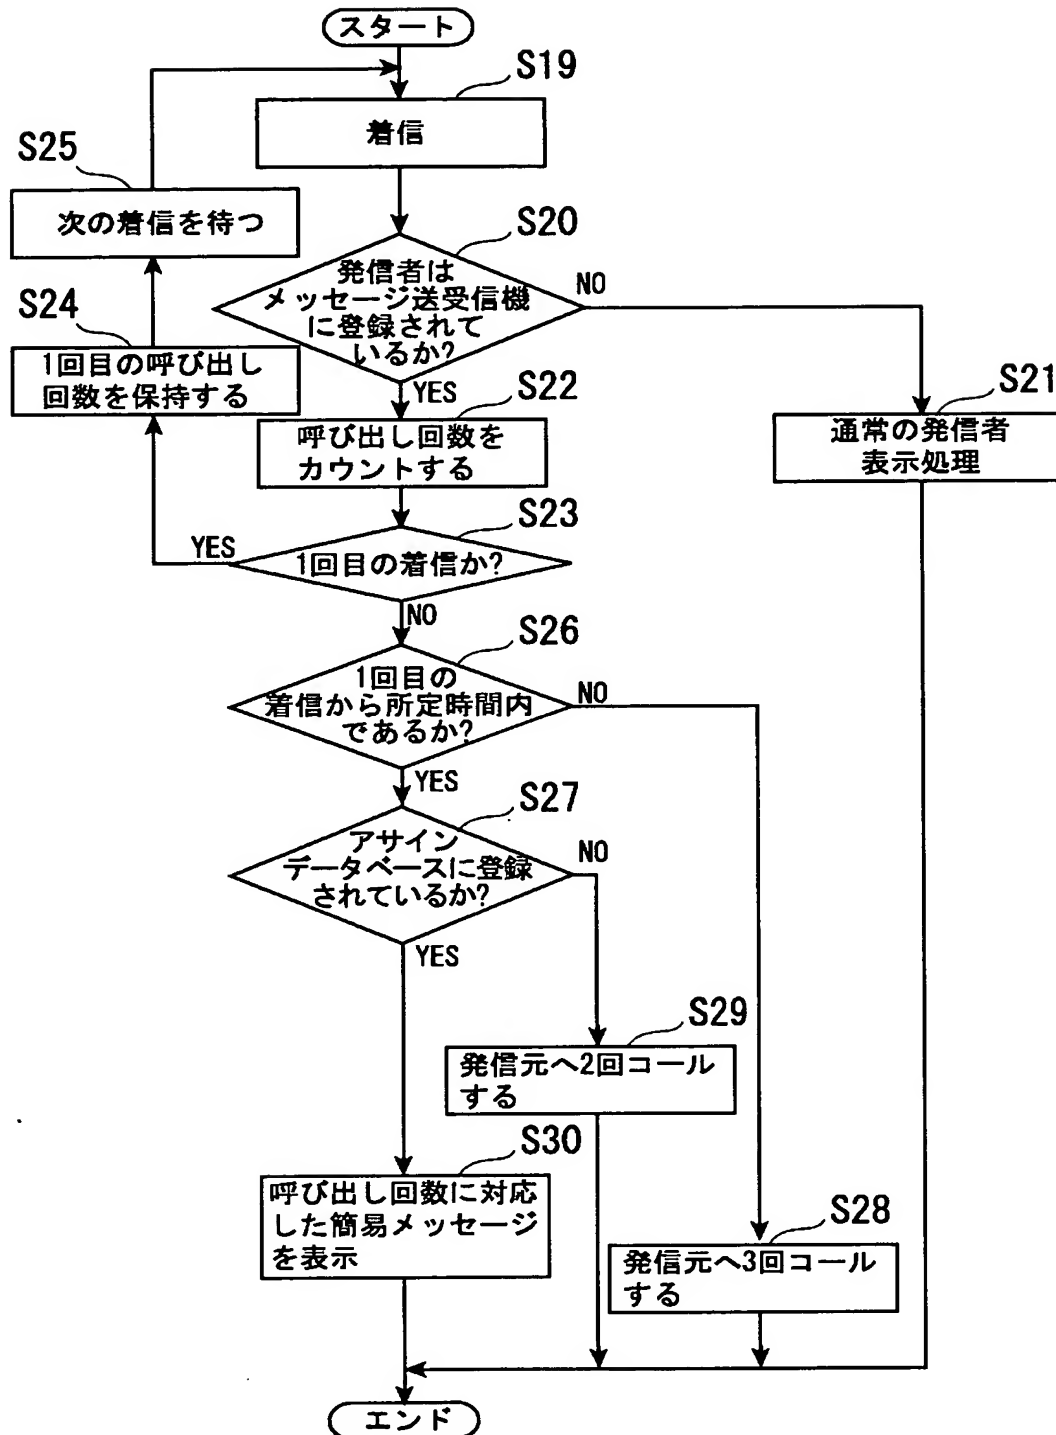 スタート
S19
着信
S25
次の着信を待つ
S20
発信者は
メッセージ送受信機
に登録されて
いるか?
NO
S24
1回目の呼び出し
回数を保持する
YES
S22
呼び出し回数を
カウントする
S21
通常の発信者
表示処理
S23
1回目の着信か?
YES
NO
S26
1回目の
着信から所定時間内
であるか?
NO
YES
S27
アサイン
データベースに登録
されているか?
NO
YES
S29
発信元へ2回コール
する
S30
呼び出し回数に対応
した簡易メッセージ
を表示
S28
発信元へ3回コール
する
エンド